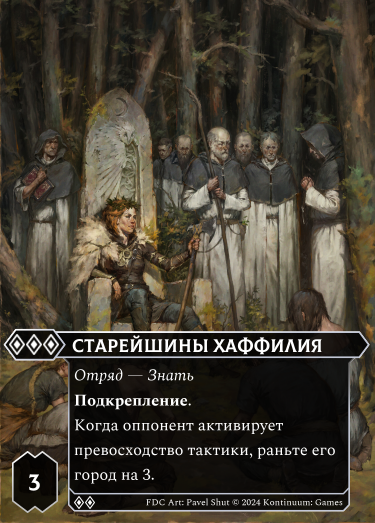 СТАРЕЙШИНЫ ХАФФИЛИЯ
Отряд — Знать
Подкрепление.
Когда оппонент активирует
превосходство тактики, раньте его
город на 3.
3
FDC Art: Pavel Shut © 2024 Kontinuum: Games